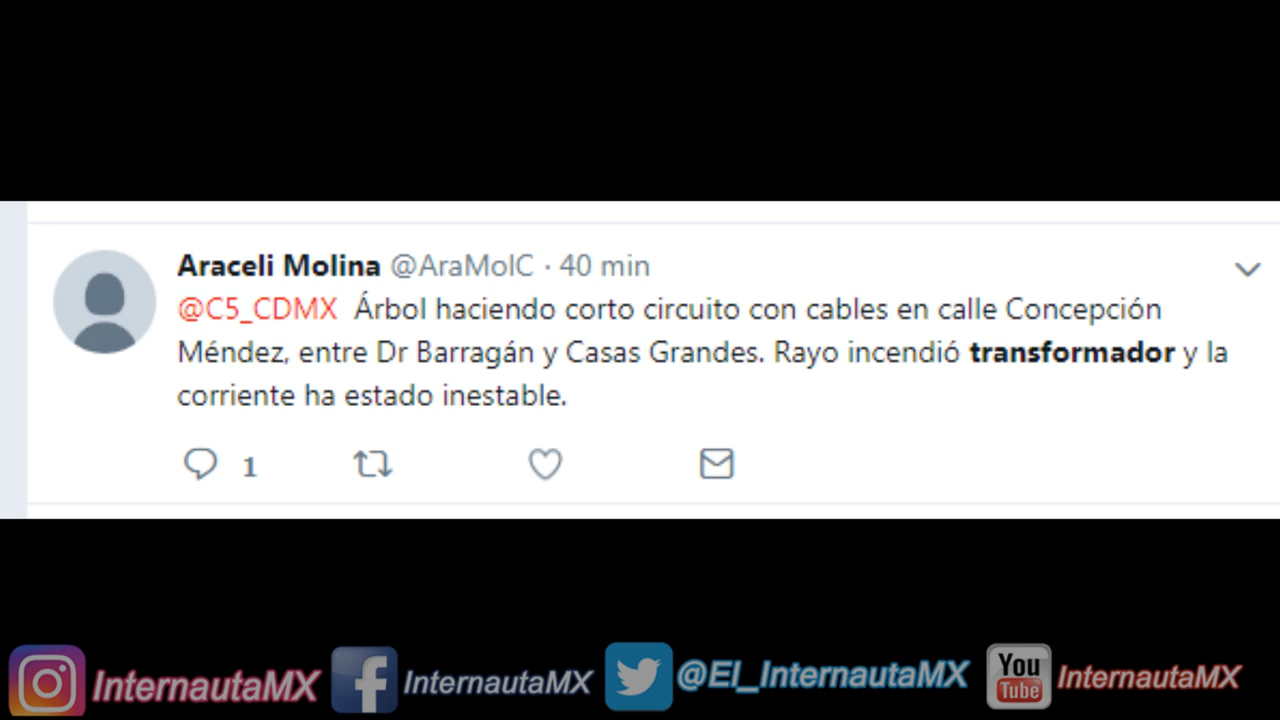 Araceli Molina @AraMolC · 40 min
@C5_CDMX Árbol haciendo corto circuito con cables en calle Concepción
Méndez, entre Dr Barragán y Casas Grandes. Rayo incendió transformador y la
corriente ha estado inestable.
1
InternautaMX InternautaMX @El_InternautaMX You Tube InternautaMX